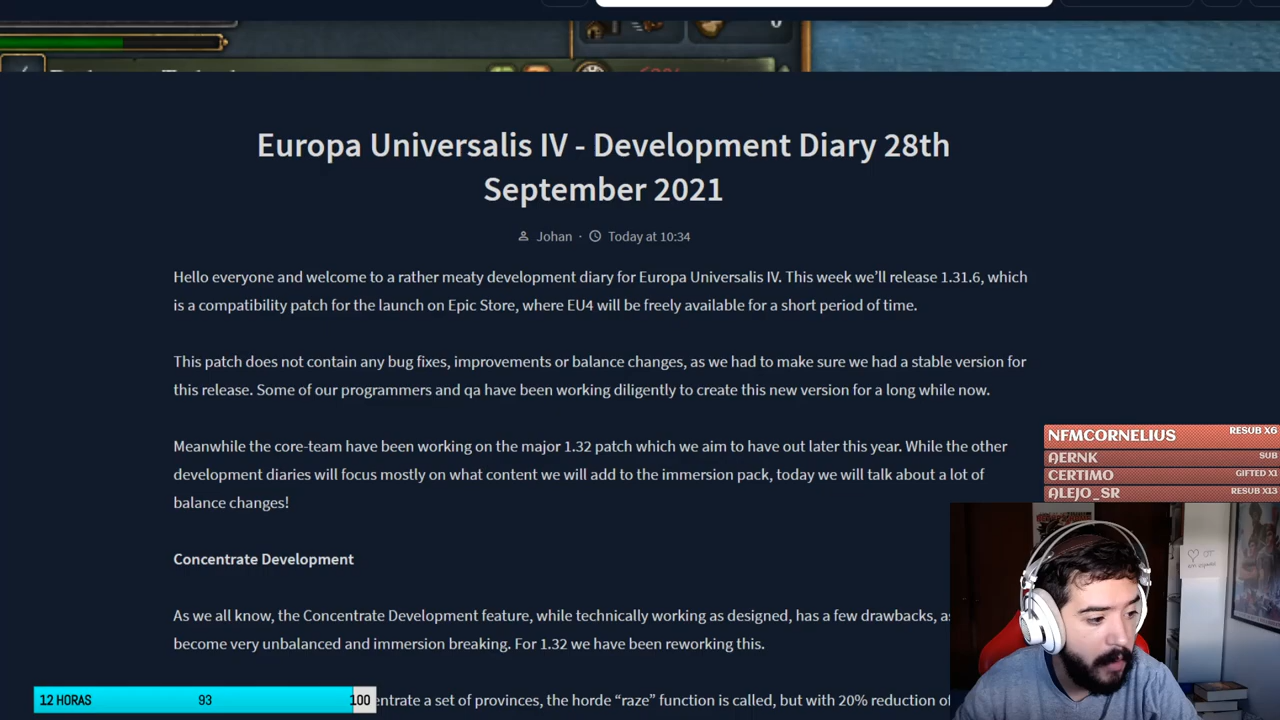 Europa Universalis IV - Development Diary 28th
September 2021
Johan · Today at 10:34
Hello everyone and welcome to a rather meaty development diary for Europa Universalis IV. This week we’ll release 1.31.6, which
is a compatibility patch for the launch on Epic Store, where EU4 will be freely available for a short period of time.
This patch does not contain any bug fixes, improvements or balance changes, as we had to make sure we had a stable version for
this release. Some of our programmers and qa have been working diligently to create this new version for a long while now.
Meanwhile the core-team have been working on the major 1.32 patch which we aim to have out later this year. While the other
development diaries will focus mostly on what content we will add to the immersion pack, today we will talk about a lot of
balance changes!
Concentrate Development
As we all know, the Concentrate Development feature, while technically working as designed, has a few drawbacks,
become very unbalanced and immersion breaking. For 1.32 we have been reworking this.
a set of provinces, the horde “raze” function is called, but with 20% reduction of
NFMCORNELIUS RESUB X6
AERNK SUB
CERTIMO GIFTED X1
ALEJO_SR RESUB X13
OT
12 HORAS 93 100